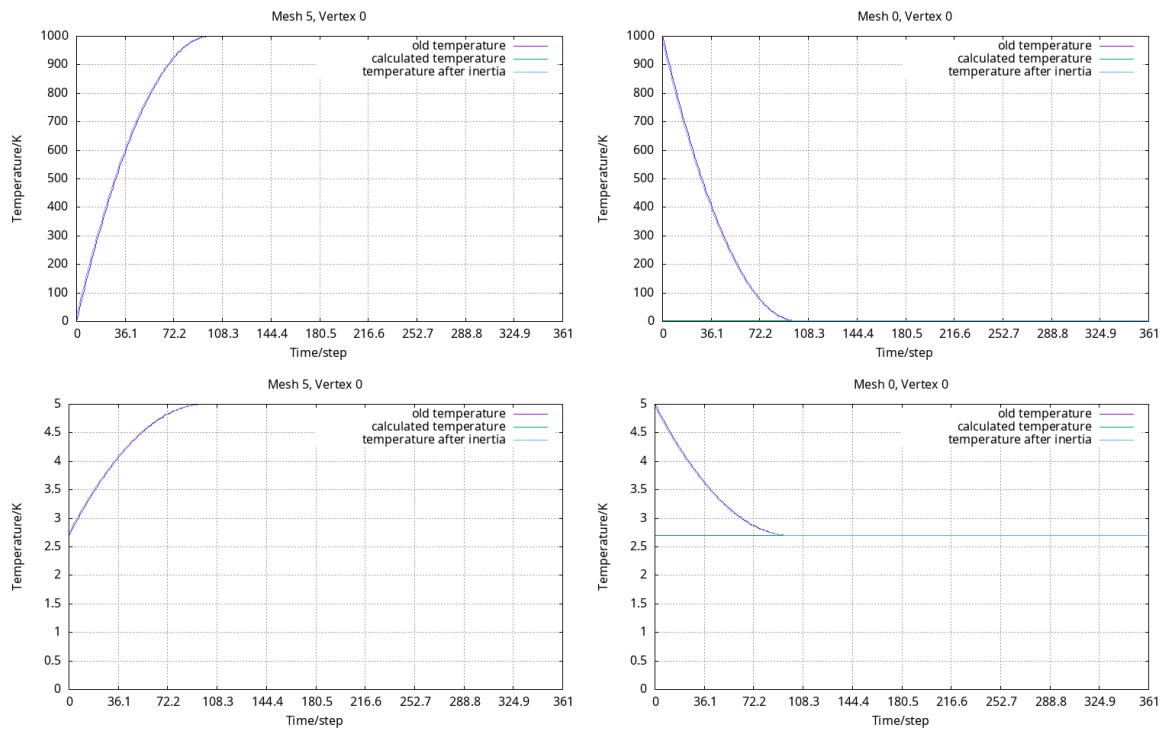 Mesh 5, Vertex 0
1000
900
800
700
600
500
400
300
200
100
0
Temperature/K
old temperature
calculated temperature
temperature after inertia
0 36.1 72.2 108.3 144.4 180.5 216.6 252.7 288.8 324.9 361
Time/step
Mesh 0, Vertex 0
1000
900
800
700
600
500
400
300
200
100
0
Temperature/K
old temperature
calculated temperature
temperature after inertia
0 36.1 72.2 108.3 144.4 180.5 216.6 252.7 288.8 324.9 361
Time/step
Mesh 5, Vertex 0
5
4.5
4
3.5
3
2.5
2
1.5
1
0.5
0
Temperature/K
old temperature
calculated temperature
temperature after inertia
0 36.1 72.2 108.3 144.4 180.5 216.6 252.7 288.8 324.9 361
Time/step
Mesh 0, Vertex 0
5
4.5
4
3.5
3
2.5
2
1.5
1
0.5
0
Temperature/K
old temperature
calculated temperature
temperature after inertia
0 36.1 72.2 108.3 144.4 180.5 216.6 252.7 288.8 324.9 361
Time/step